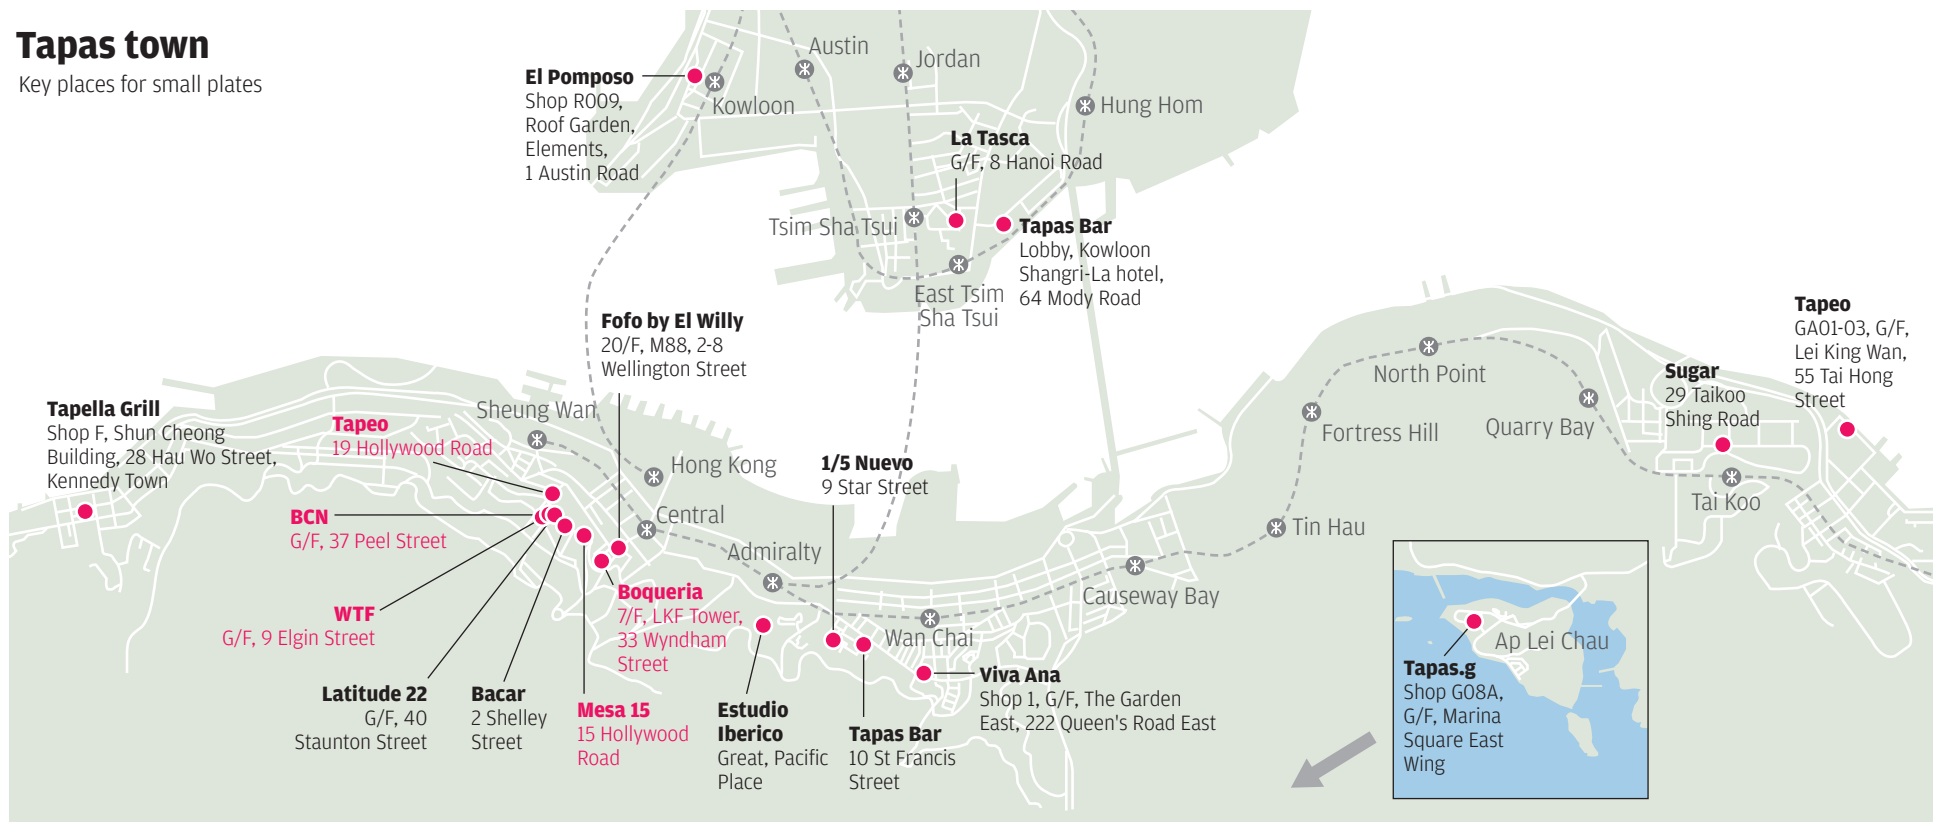 Tapas town
Key places for small plates
El Pomposo
Shop R009,
Roof Garden,
Elements,
1 Austin Road
Kowloon
Austin
Jordan
Hung Hom
La Tasca
G/F, 8 Hanoi Road
Tsim Sha Tsui
Tapas Bar
Lobby, Kowloon
Shangri-La hotel,
64 Mody Road
East Tsim
Sha Tsui
Fofo by El Willy
20/F, M88, 2-8
Wellington Street
Tapella Grill
Shop F, Shun Cheong
Building, 28 Hau Wo Street,
Kennedy Town
Tapeo
19 Hollywood Road
Sheung Wan
Hong Kong
Central
Admiralty
BCN
G/F, 37 Peel Street
WTF
G/F, 9 Elgin Street
Latitude 22
G/F, 40
Staunton Street
Bacar
2 Shelley
Street
Mesa 15
15 Hollywood
Road
Boqueria
7/F, LKF Tower,
33 Wyndham
Street
Estudio
Iberico
Great, Pacific
Place
1/5 Nuevo
9 Star Street
Tapas Bar
10 St Francis
Street
Wan Chai
Viva Ana
Shop 1, G/F, The Garden
East, 222 Queen's Road East
Causeway Bay
Tin Hau
Fortress Hill
North Point
Quarry Bay
Sugar
29 Taikoo
Shing Road
Tai Koo
Tapeo
GA01-03, G/F,
Lei King Wan,
55 Tai Hong
Street
Ap Lei Chau
Tapas.g
Shop G08A,
G/F, Marina
Square East
Wing